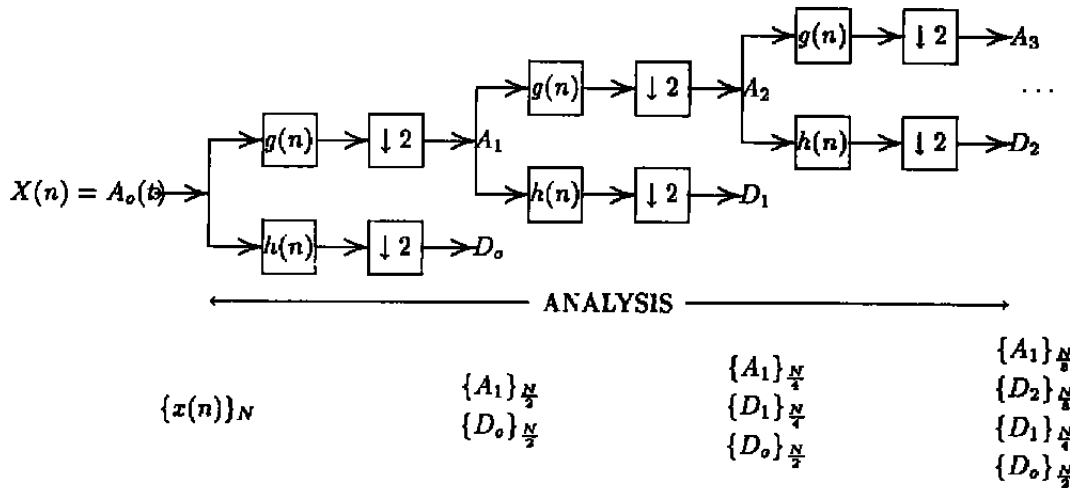 g(n) ↓ 2 A₃
g(n) ↓ 2 A₂ ...
g(n) ↓ 2 A₁ h(n) ↓ 2 D₂
X(n) = Aₒ(t) h(n) ↓ 2 D₁
h(n) ↓ 2 Dₒ
ANALYSIS
{x(n)}_N
{A₁}_{N/2}
{Dₒ}_{N/2}
{A₁}_{N/4}
{D₁}_{N/4}
{Dₒ}_{N/2}
{A₁}_{N/8}
{D₂}_{N/8}
{D₁}_{N/4}
{Dₒ}_{N/2}